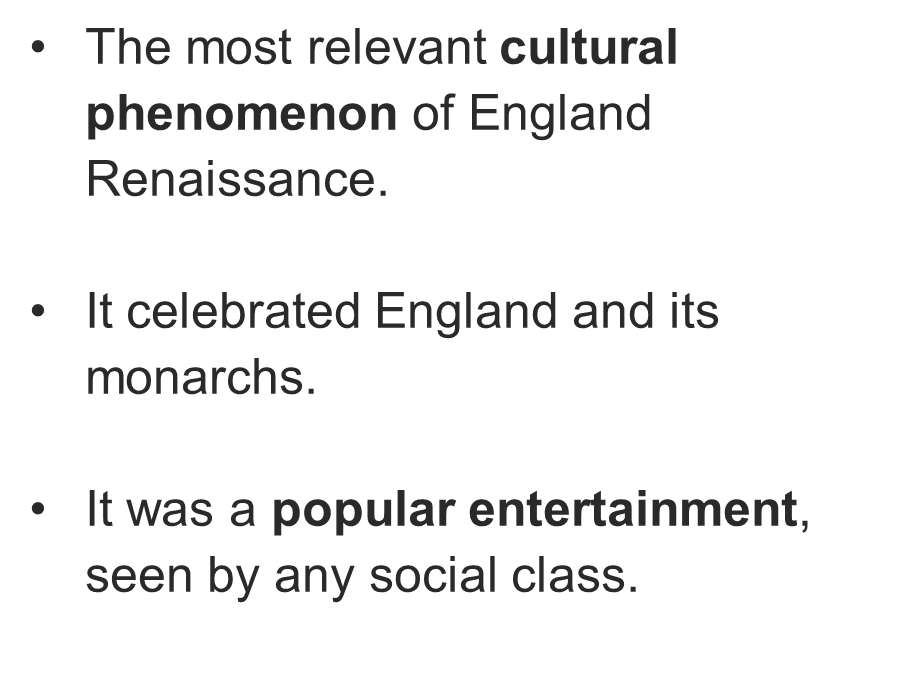 • The most relevant cultural
phenomenon of England
Renaissance.
• It celebrated England and its
monarchs.
• It was a popular entertainment,
seen by any social class.